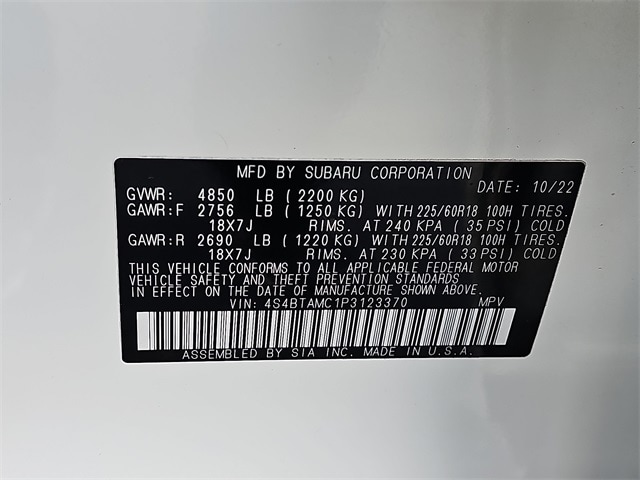 MFD BY SUBARU CORPORATION
GVWR: 4850 LB ( 2200 KG) DATE: 10/22
GAWR:F 2756 LB ( 1250 KG) WITH 225/60R18 100H TIRES.
18X7J RIMS. AT 240 KPA ( 35 PSI) COLD
GAWR:R 2690 LB ( 1220 KG) WITH 225/60R18 100H TIRES.
18X7J RIMS. AT 230 KPA ( 33 PSI) COLD
THIS VEHICLE CONFORMS TO ALL APPLICABLE FEDERAL MOTOR
VEHICLE SAFETY AND THEFT PREVENTION STANDARDS
IN EFFECT ON THE DATE OF MANUFACTURE SHOWN ABOVE.
VIN: 4S4BTAMC1P3123370 MPV
ASSEMBLED BY SIA INC. MADE IN U.S.A.